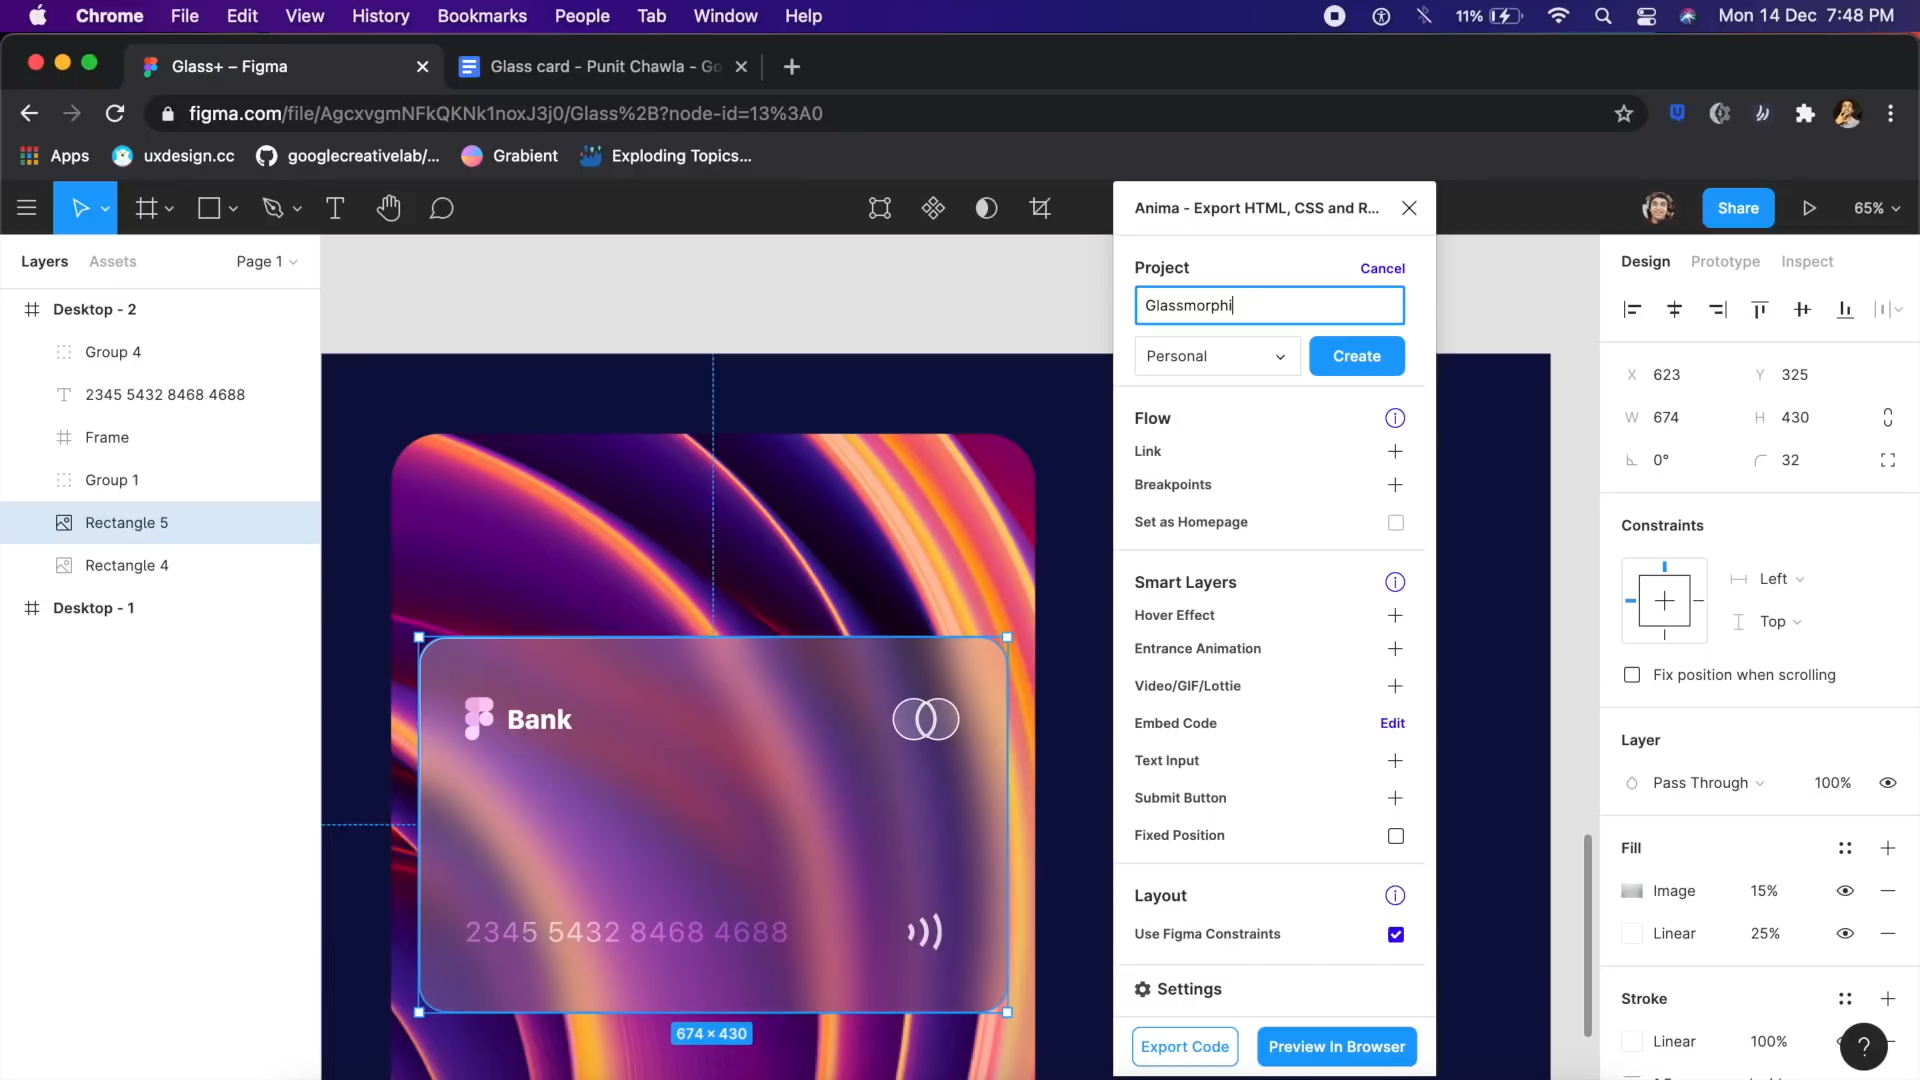 Chrome File Edit View History Bookmarks People Tab Window Help 11% Mon 14 Dec 7:48 PM
Glass+ – Figma Glass card - Punit Chawla - Go
figma.com/file/AgcxvgmNFkQKNk1noxJ3j0/Glass%2B?node-id=13%3A0
Apps uxdesign.cc googlecreativelab/... Grabient Exploding Topics...
Share 65%
Layers Assets Page 1
Desktop - 2
Group 4
2345 5432 8468 4688
Frame
Group 1
Rectangle 5
Rectangle 4
Desktop - 1
Bank
2345 5432 8468 4688
674 × 430
Anima - Export HTML, CSS and R...
Project Cancel
Glassmorphi
Personal Create
Flow
Link
Breakpoints
Set as Homepage
Smart Layers
Hover Effect
Entrance Animation
Video/GIF/Lottie
Embed Code Edit
Text Input
Submit Button
Fixed Position
Layout
Use Figma Constraints
Settings
Export Code Preview In Browser
Design Prototype Inspect
X 623 Y 325
W 674 H 430
0° 32
Constraints
Left
Top
Fix position when scrolling
Layer
Pass Through 100%
Fill
Image 15%
Linear 25%
Stroke
Linear 100%
?